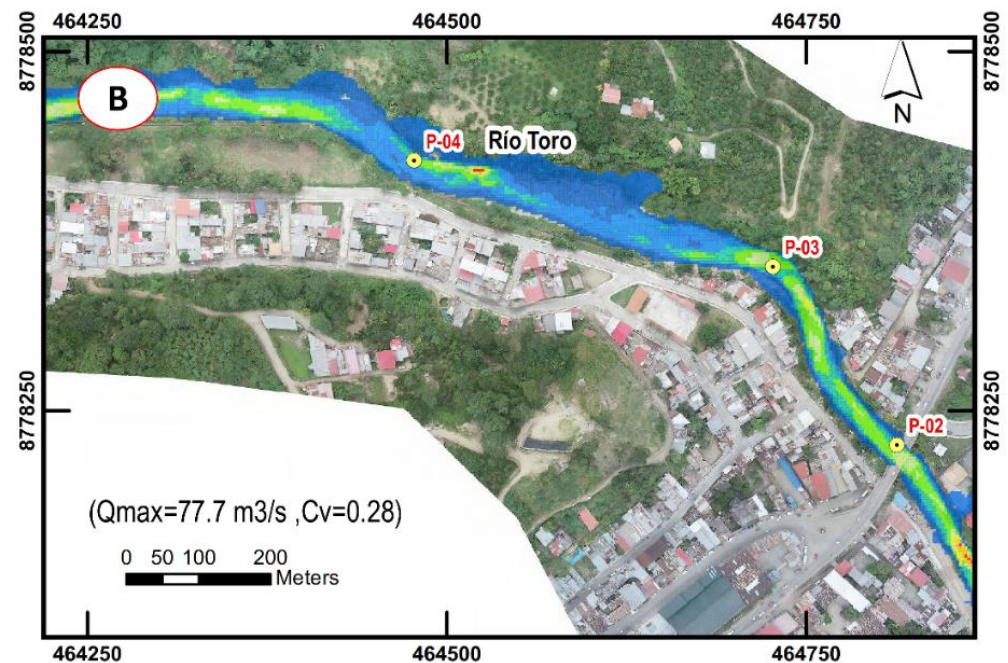 464250 464500 464750
8778500
8778500
B
N
P-04
Río Toro
P-03
P-02
8778250
8778250
(Qmax=77.7 m3/s ,Cv=0.28)
0 50 100 200
Meters
464250 464500 464750